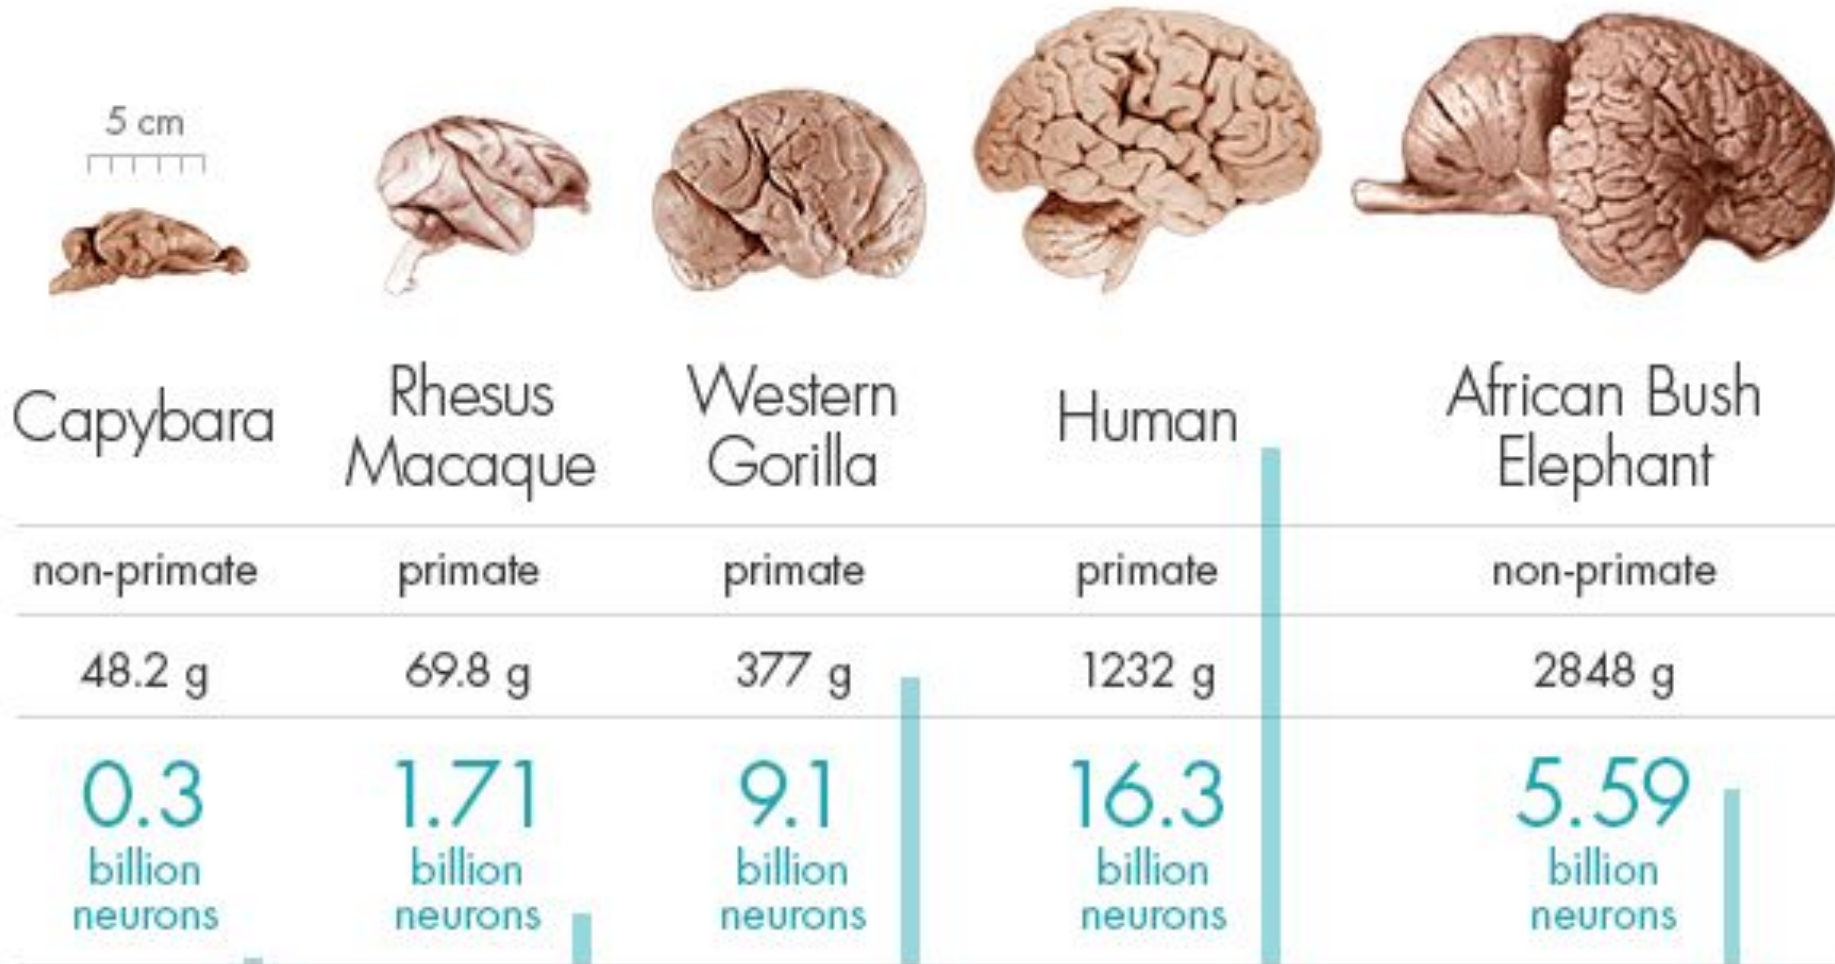 5 cm
Capybara
Rhesus
Macaque
Western
Gorilla
Human
African Bush
Elephant
non-primate
primate
primate
primate
non-primate
48.2 g
69.8 g
377 g
1232 g
2848 g
0.3
billion
neurons
1.71
billion
neurons
9.1
billion
neurons
16.3
billion
neurons
5.59
billion
neurons